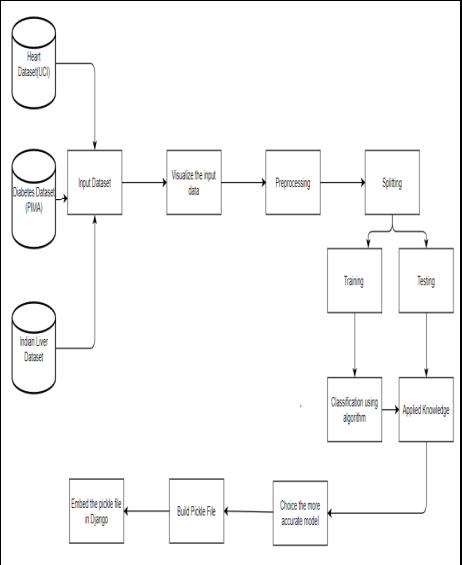 Heart
Dataset(UCI)
Diabetes Dataset
(PIMA)
Input Dataset
Visualize the input
data
Preprocessing
Splitting
Training
Testing
Indian Liver
Dataset
Classification using
algorithm
Applied Knowledge
Embed the pickle file
in Django
Build Pickle File
Choice the more
accurate model